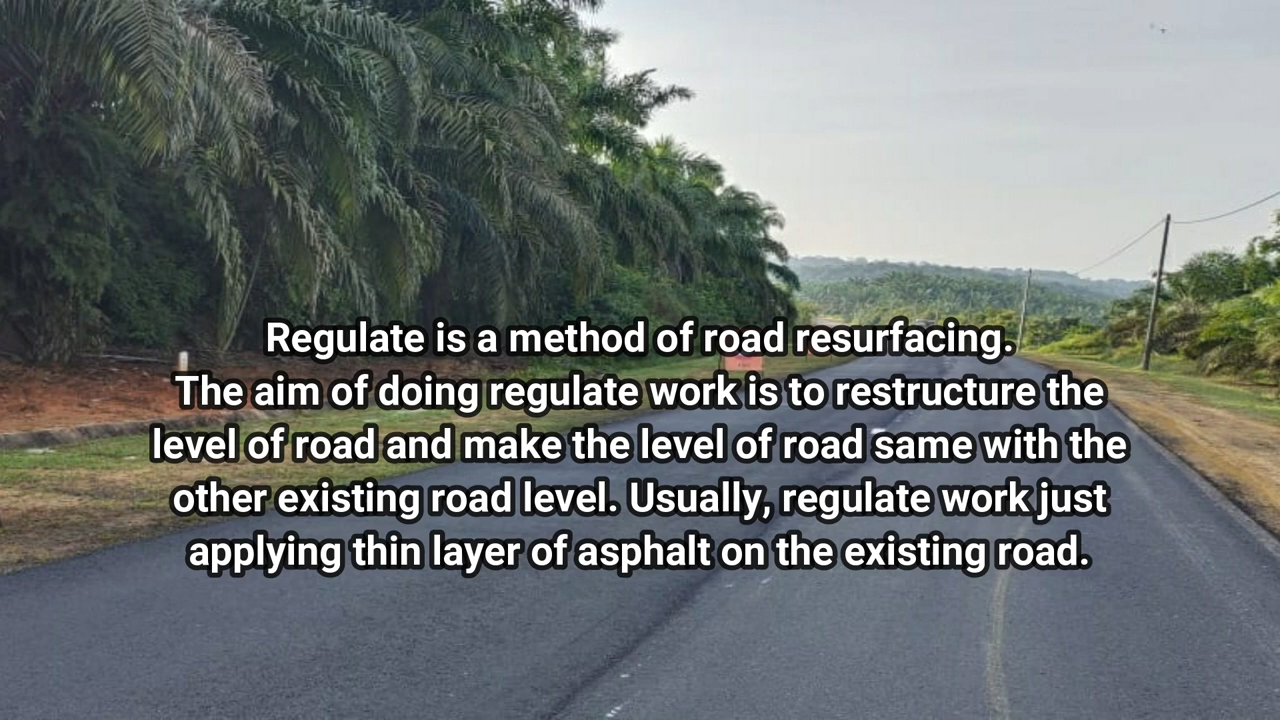 Regulate is a method of road resurfacing.
The aim of doing regulate work is to restructure the
level of road and make the level of road same with the
other existing road level. Usually, regulate work just
applying thin layer of asphalt on the existing road.